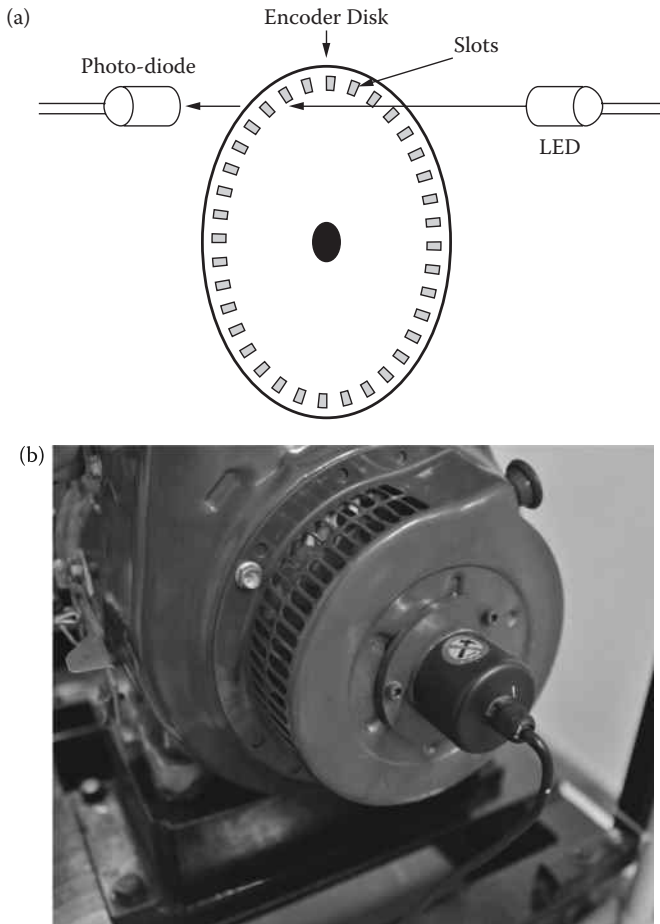 (a)
Encoder Disk
Slots
Photo-diode
LED
(b)